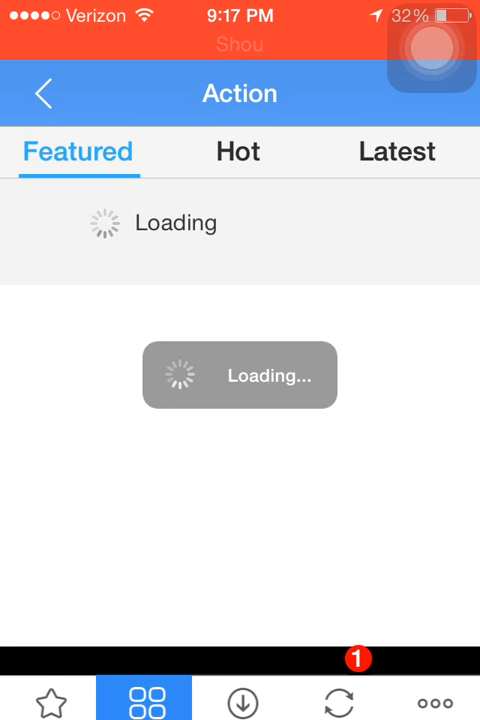 Verizon 9:17 PM 32%
Shou
Action
Featured Hot Latest
Loading
Loading...
1